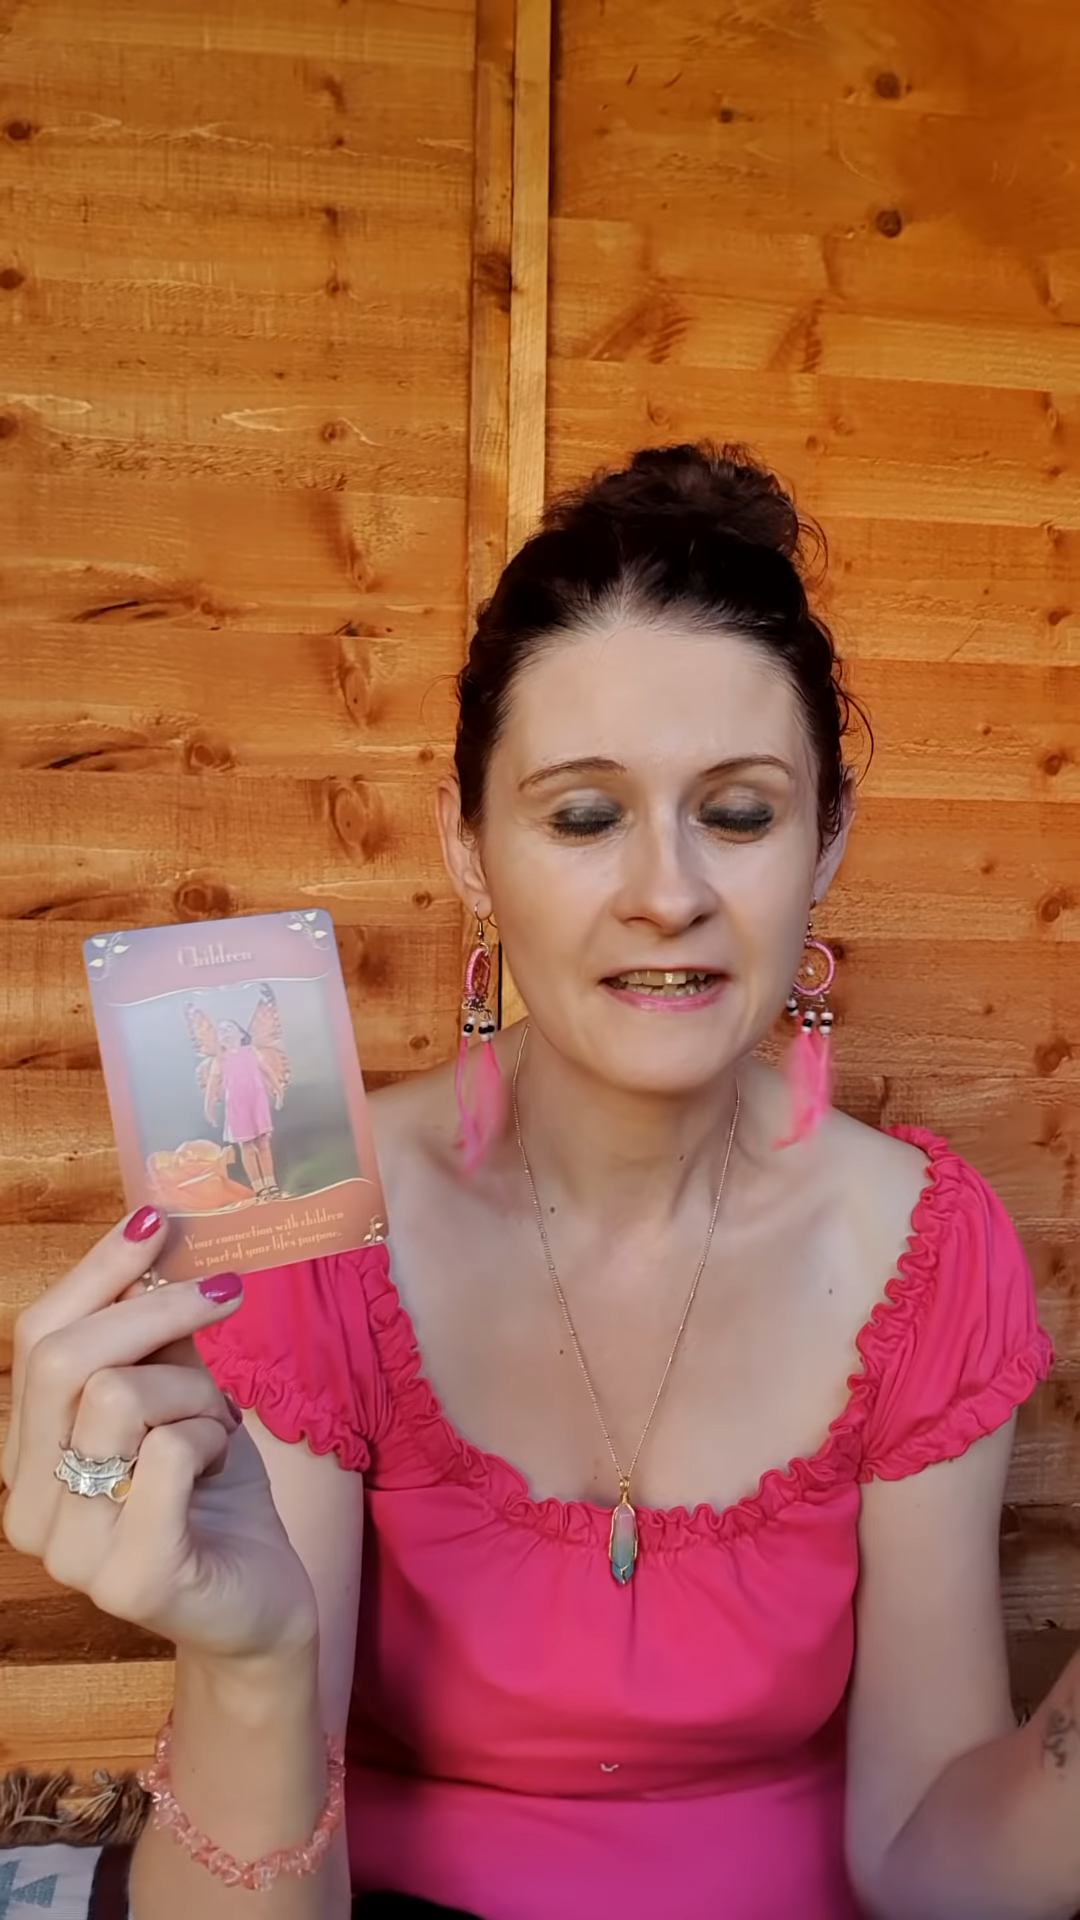 Children
Your connection with children
is part of your life's purpose.